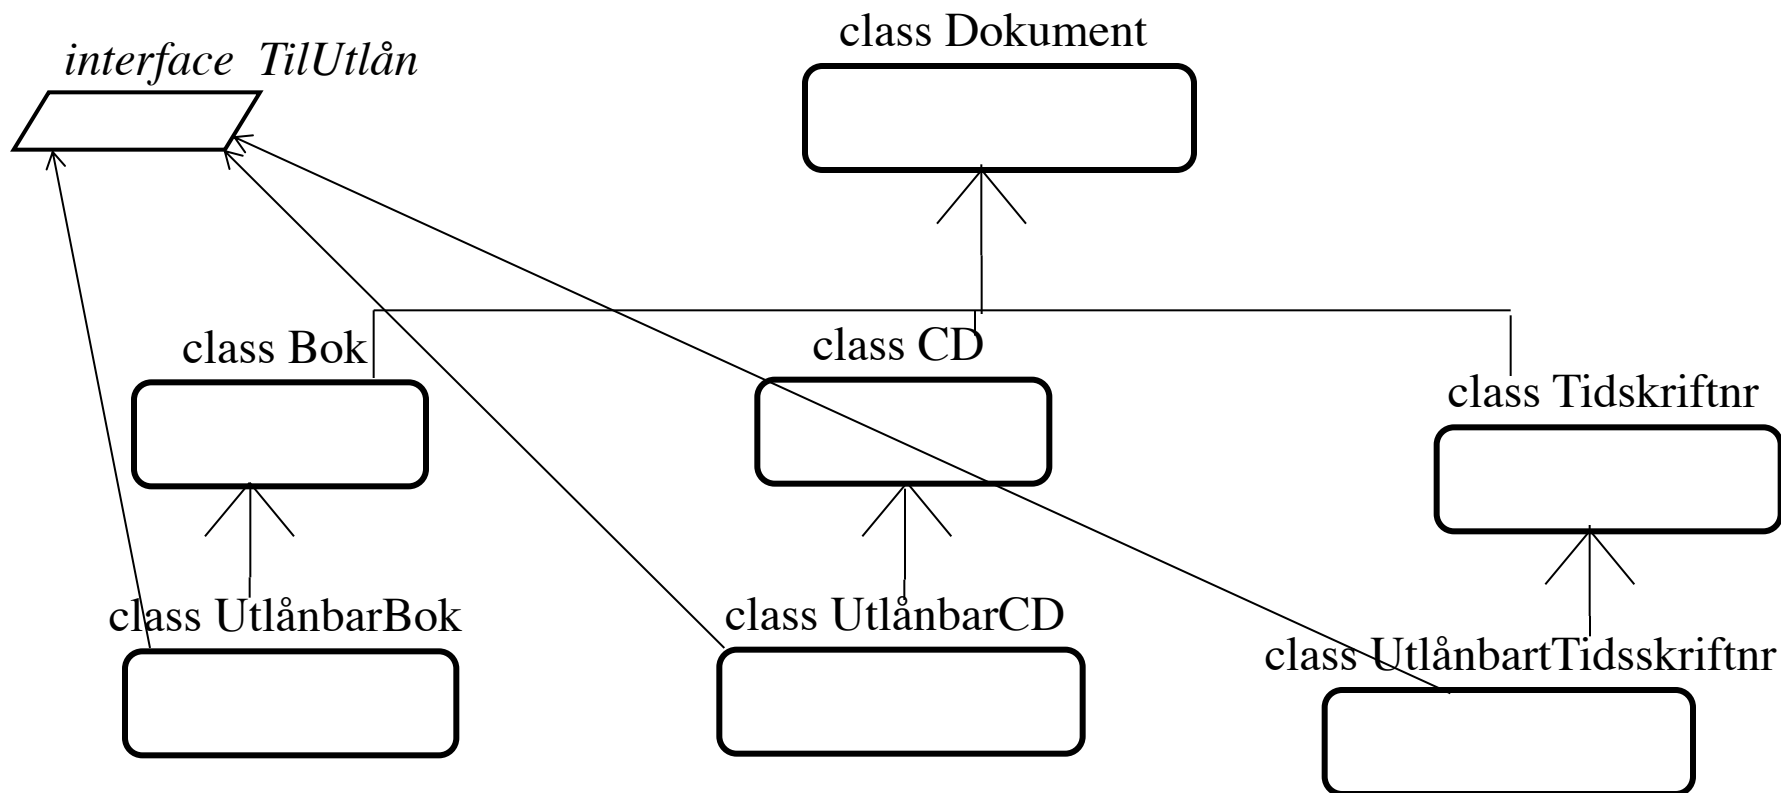 class Dokument
interface TilUtlån
class Bok
class CD
class Tidskriftnr
class UtlånbarBok
class UtlånbarCD
class UtlånbartTidsskriftnr